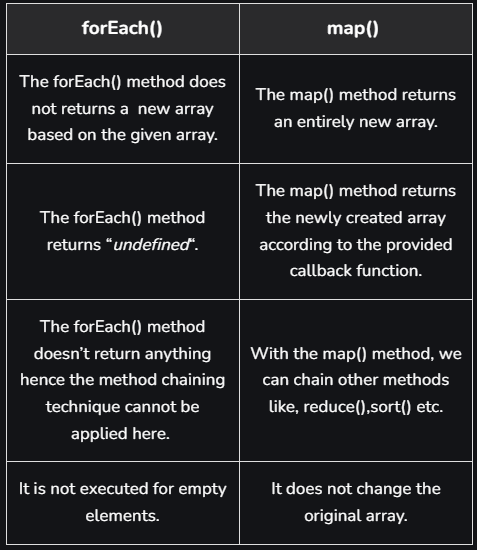 forEach()
map()
The forEach() method does
not returns a new array
based on the given array.
The map() method returns
an entirely new array.
The forEach() method
returns “undefined“.
The map() method returns
the newly created array
according to the provided
callback function.
The forEach() method
doesn’t return anything
hence the method chaining
technique cannot be
applied here.
With the map() method, we
can chain other methods
like, reduce(),sort() etc.
It is not executed for empty
elements.
It does not change the
original array.